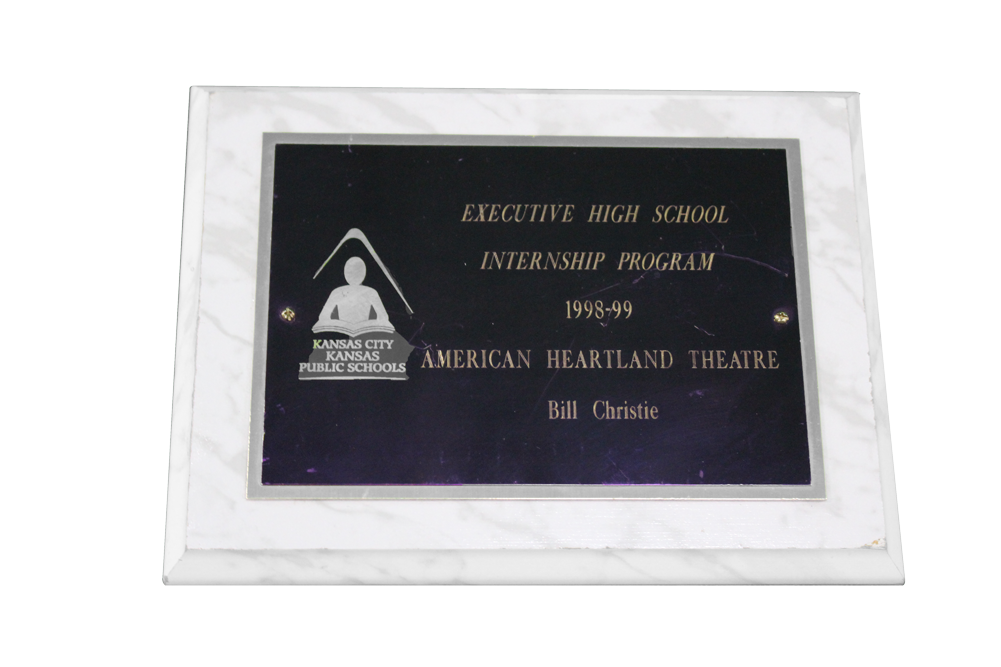 EXECUTIVE HIGH SCHOOL
INTERNSHIP PROGRAM
1998-99
AMERICAN HEARTLAND THEATRE
Bill Christie
KANSAS CITY
KANSAS
PUBLIC SCHOOLS